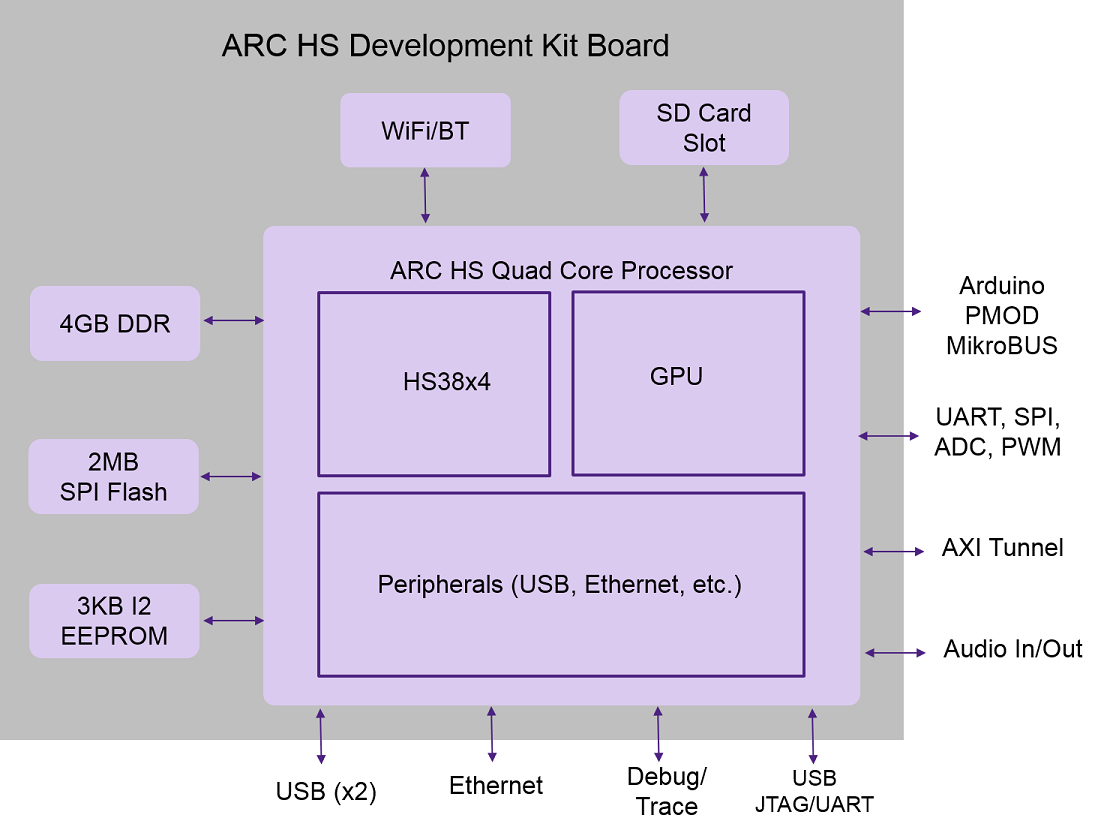 ARC HS Development Kit Board
WiFi/BT
SD Card
Slot
ARC HS Quad Core Processor
4GB DDR
HS38x4
GPU
Arduino
PMOD
MikroBUS
2MB
SPI Flash
UART, SPI,
ADC, PWM
3KB I2
EEPROM
Peripherals (USB, Ethernet, etc.)
AXI Tunnel
Audio In/Out
USB (x2)
Ethernet
Debug/
Trace
USB
JTAG/UART